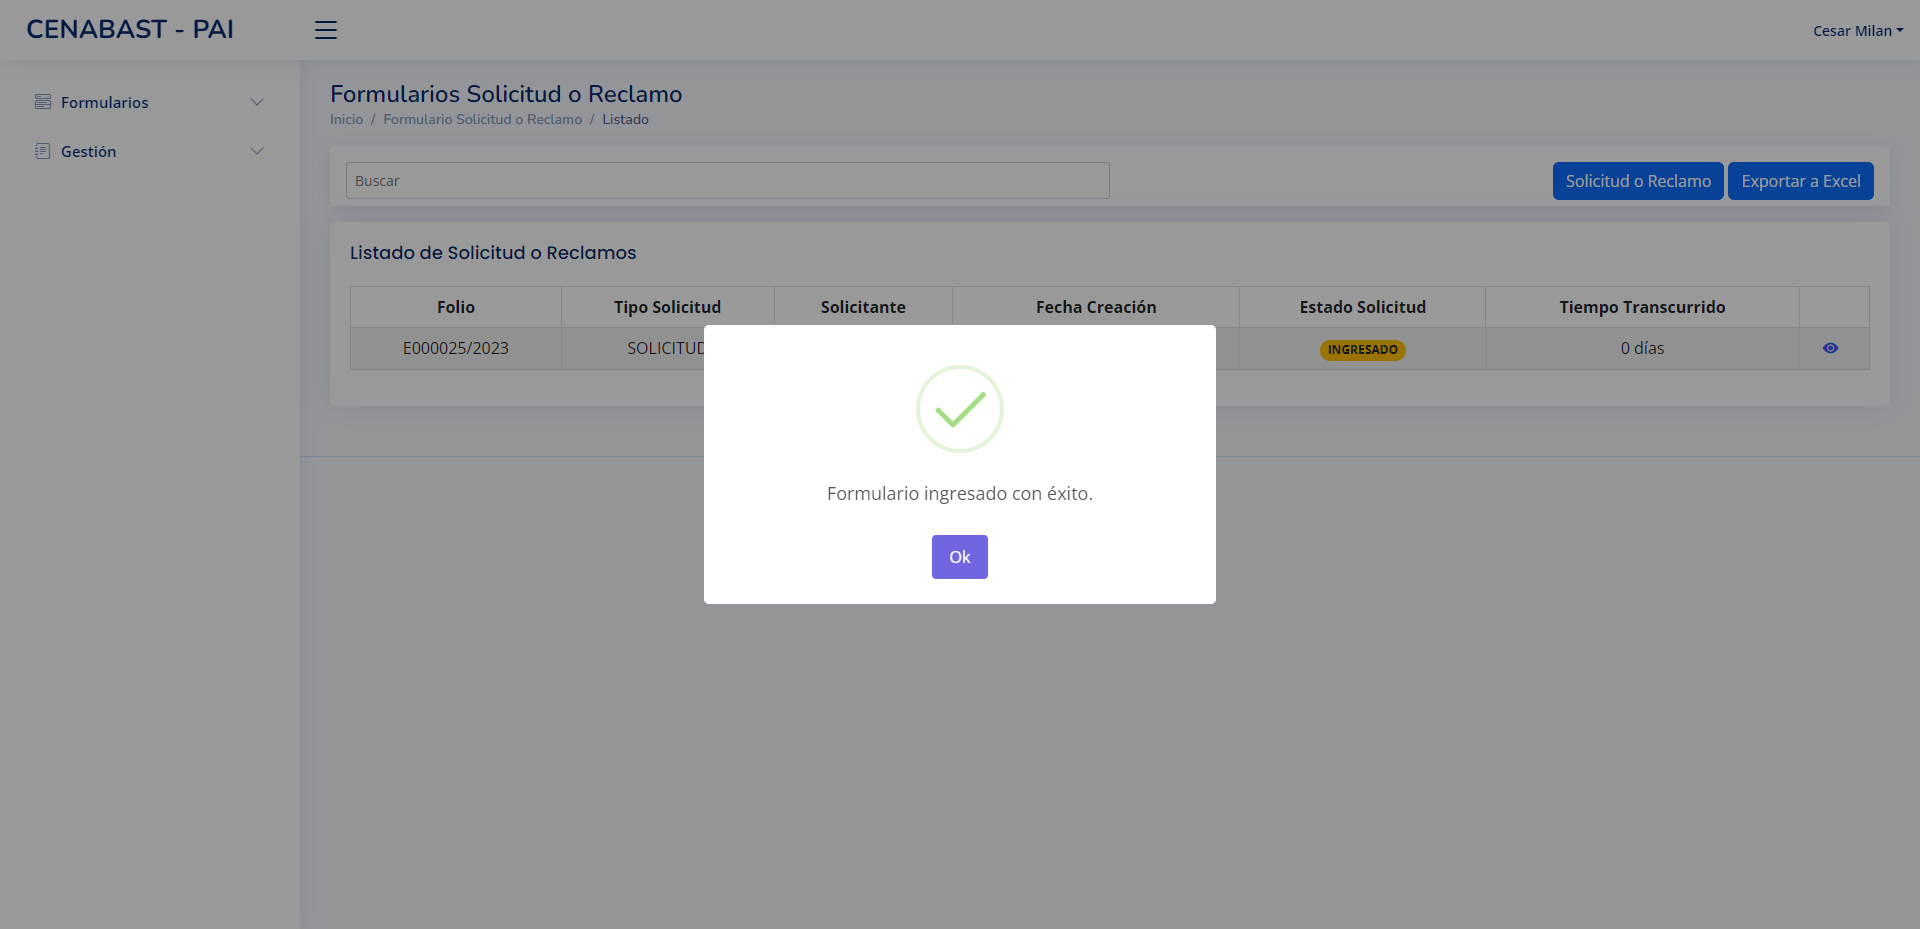 CENABAST - PAI
Cesar Milan
Formularios
Gestión
Formularios Solicitud o Reclamo
Inicio / Formulario Solicitud o Reclamo / Listado
Buscar
Solicitud o Reclamo
Exportar a Excel
Listado de Solicitud o Reclamos
Folio Tipo Solicitud Solicitante Fecha Creación Estado Solicitud Tiempo Transcurrido
E000025/2023 SOLICITUD INGRESADO 0 días
Formulario ingresado con éxito.
Ok